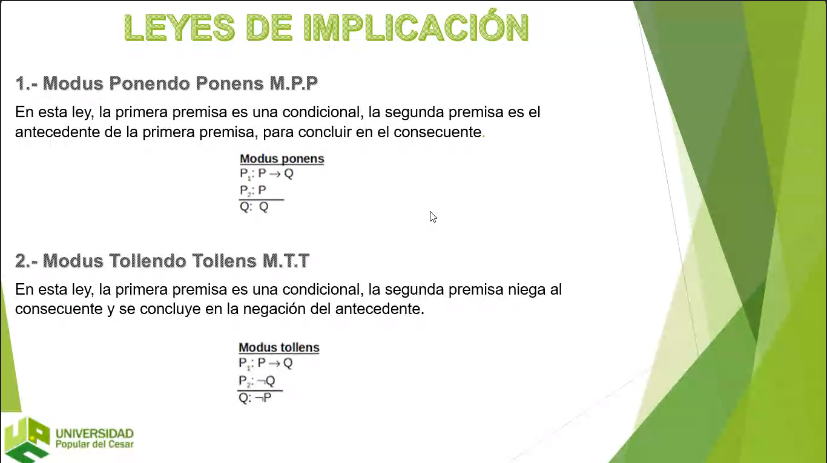 LEYES DE IMPLICACIÓN
1.- Modus Ponendo Ponens M.P.P
En esta ley, la primera premisa es una condicional, la segunda premisa es el
antecedente de la primera premisa, para concluir en el consecuente.
Modus ponens
P₁: P → Q
P₂: P
Q: Q
2.- Modus Tollendo Tollens M.T.T
En esta ley, la primera premisa es una condicional, la segunda premisa niega al
consecuente y se concluye en la negación del antecedente.
Modus tollens
P₁: P → Q
P₂: ¬Q
Q: ¬P
UNIVERSIDAD
Popular del Cesar